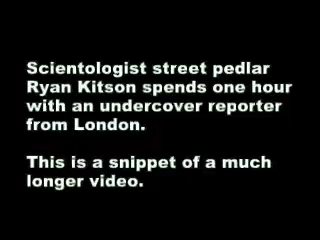 Scientologist street pedlar
Ryan Kitson spends one hour
with an undercover reporter
from London.
This is a snippet of a much
longer video.